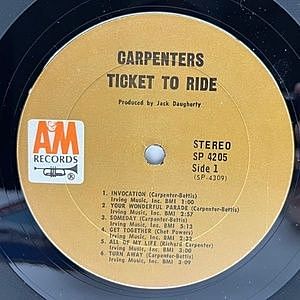 CARPENTERS
TICKET TO RIDE
Produced by Jack Daugherty
A&M
RECORDS
STEREO
SP 4205
Side 1
(SP-4209)
1. INVOCATION (Carpenter-Bettis)
Irving Music, Inc. BMI 1:00
2. YOUR WONDERFUL PARADE (Carpenter-Bettis)
Irving Music, Inc. BMI 2:57
3. SOMEDAY (Carpenter-Bettis)
Irving Music, Inc. BMI 5:13
4. GET TOGETHER (Chet Powers)
Irving Music, Inc. BMI 2:32
5. ALL OF MY LIFE (Richard Carpenter)
Irving Music, Inc. BMI 3:09
6. TURN AWAY (Carpenter-Bettis)
Irving Music, Inc. BMI 3:09